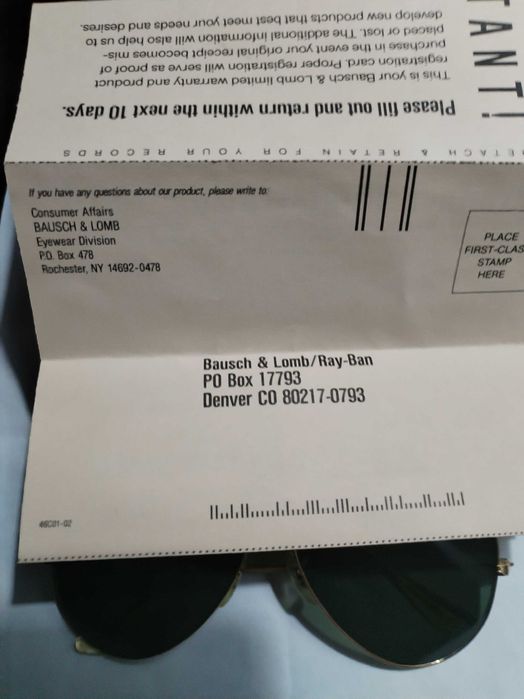 TANT!
Please fill out and return within the next 10 days.
This is your Bausch & Lomb limited warranty and product
registration card. Proper registration will serve as proof of
purchase in the event your original receipt becomes mis-
placed or lost. The additional information will also help us to
develop new products that best meet your needs and desires.
ETACH & RETAIN FOR YOUR RECORDS
If you have any questions about our product, please write to:
Consumer Affairs
BAUSCH & LOMB
Eyewear Division
P.O. Box 478
Rochester, NY 14692-0478
PLACE
FIRST-CLAS
STAMP
HERE
Bausch & Lomb/Ray-Ban
PO Box 17793
Denver CO 80217-0793